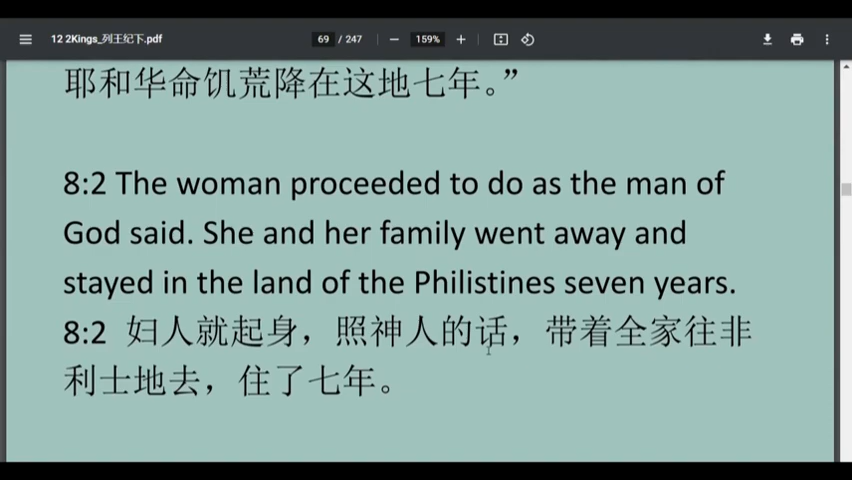 12 2Kings_列王纪下.pdf
69 / 247
159%
耶和华命饥荒降在这地七年。”
8:2 The woman proceeded to do as the man of
God said. She and her family went away and
stayed in the land of the Philistines seven years.
8:2 妇人就起身，照神人的话，带着全家往非
利士地去，住了七年。